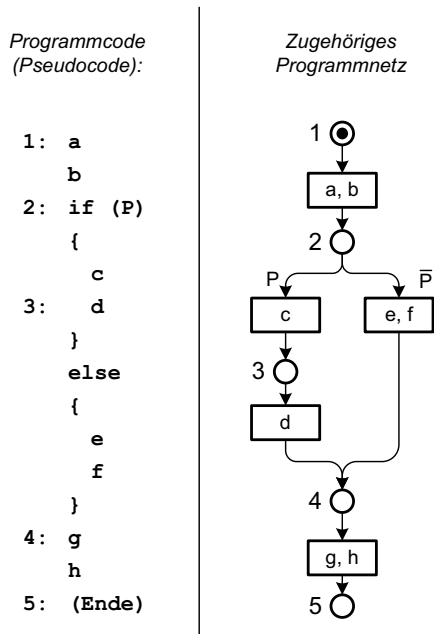 Programmcode
(Pseudocode):
1: a
b
2: if (P)
{
c
3: d
}
else
{
e
f
}
4: g
h
5: (Ende)
Zugehöriges
Programmnetz
1
a, b
2
P
P̅
c
e, f
3
d
4
g, h
5